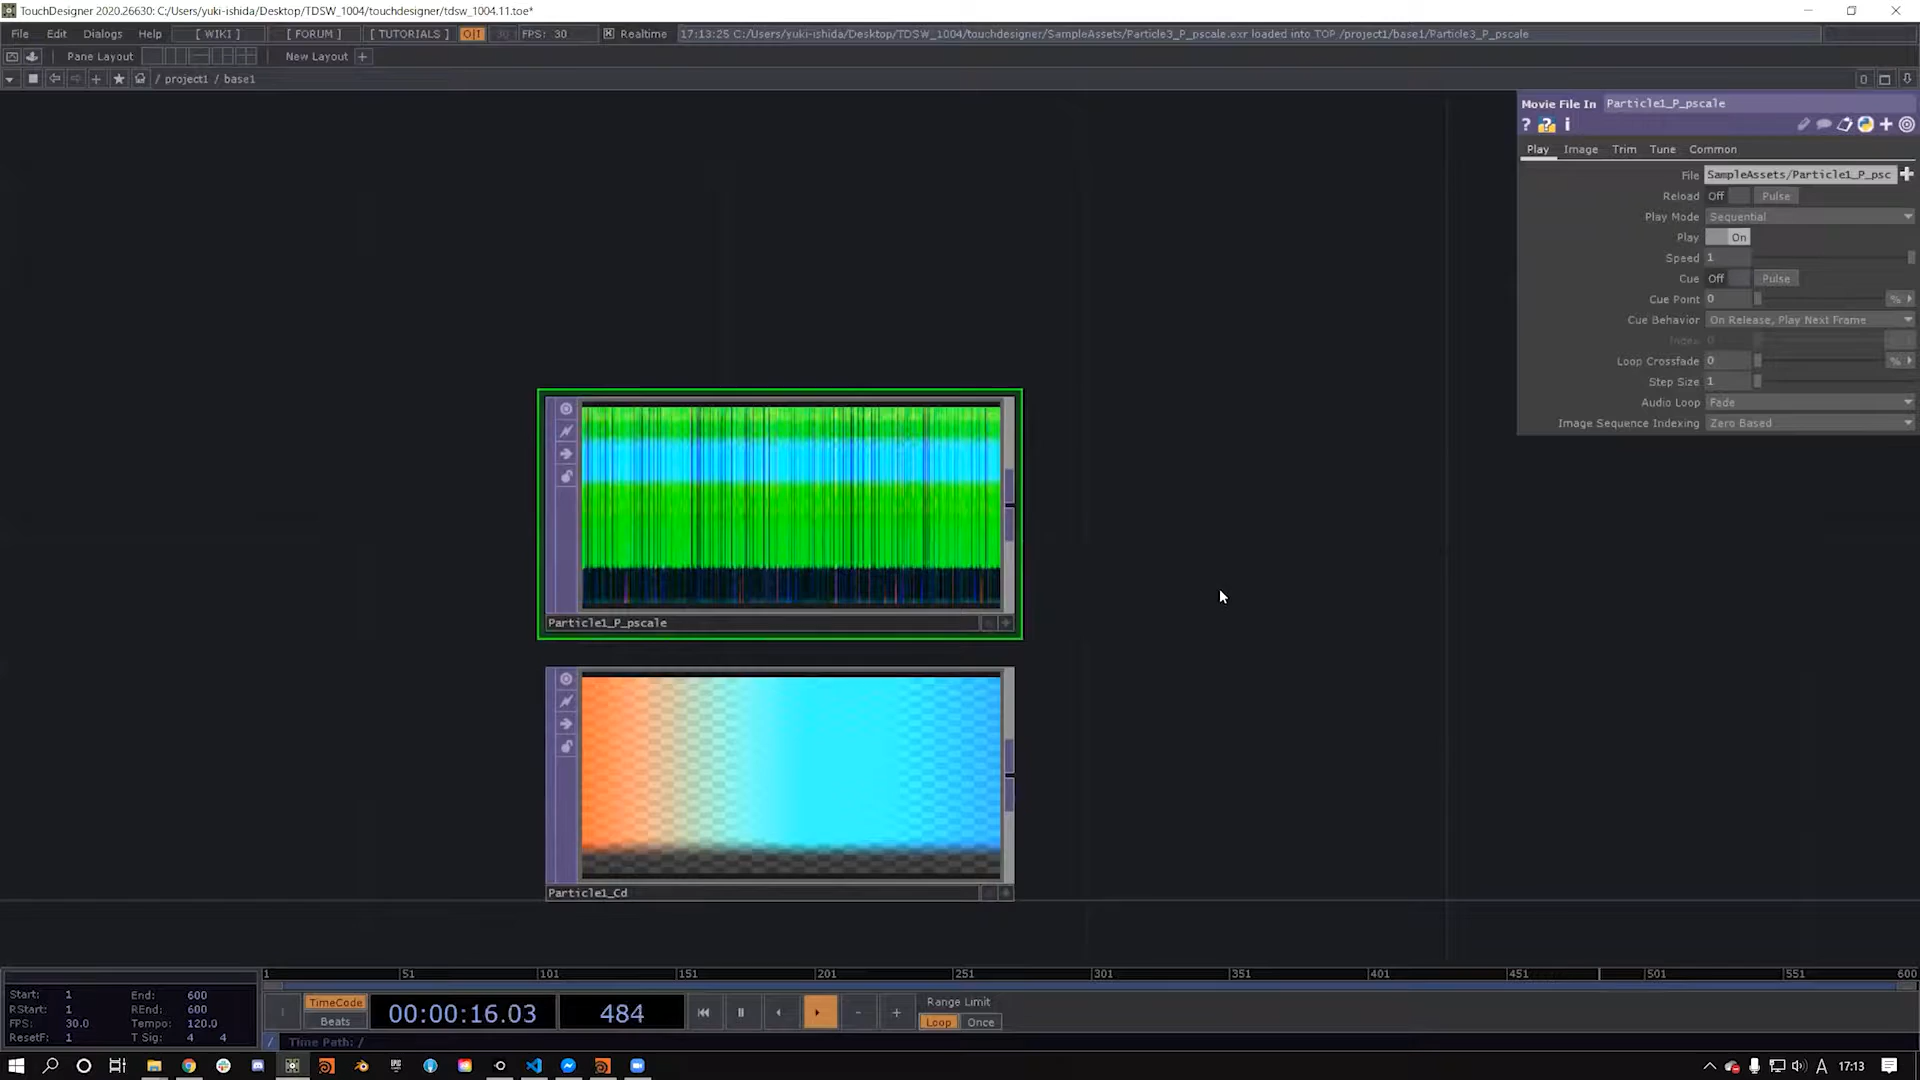 TouchDesigner 2020.26630: C:/Users/yuki-ishida/Desktop/TDSW_1004/touchdesigner/tdsw_1004.11.toe*
File Edit Dialogs Help [ WIKI ] [ FORUM ] [ TUTORIALS ] O|I 30 FPS: 30 Realtime 17:13:25 C:/Users/yuki-ishida/Desktop/TDSW_1004/touchdesigner/SampleAssets/Particle3_P_pscale.exr loaded into TOP /project1/base1/Particle3_P_pscale
Pane Layout New Layout +
/ project1 / base1
Movie File In Particle1_P_pscale
? ? i
Play Image Trim Tune Common
File SampleAssets/Particle1_P_psc
Reload Off Pulse
Play Mode Sequential
Play On
Speed 1
Cue Off Pulse
Cue Point 0 %
Cue Behavior On Release, Play Next Frame
Index 0
Loop Crossfade 0 %
Step Size 1
Audio Loop Fade
Image Sequence Indexing Zero Based
Particle1_P_pscale
Particle1_Cd
1 51 101 151 201 251 301 351 401 451 501 551 600
Start: 1 End: 600
RStart: 1 REnd: 600
FPS: 30.0 Tempo: 120.0
ResetF: 1 T Sig: 4 4
TimeCode
Beats
00:00:16.03 484
Range Limit
Loop Once
/ Time Path: /
A 17:13